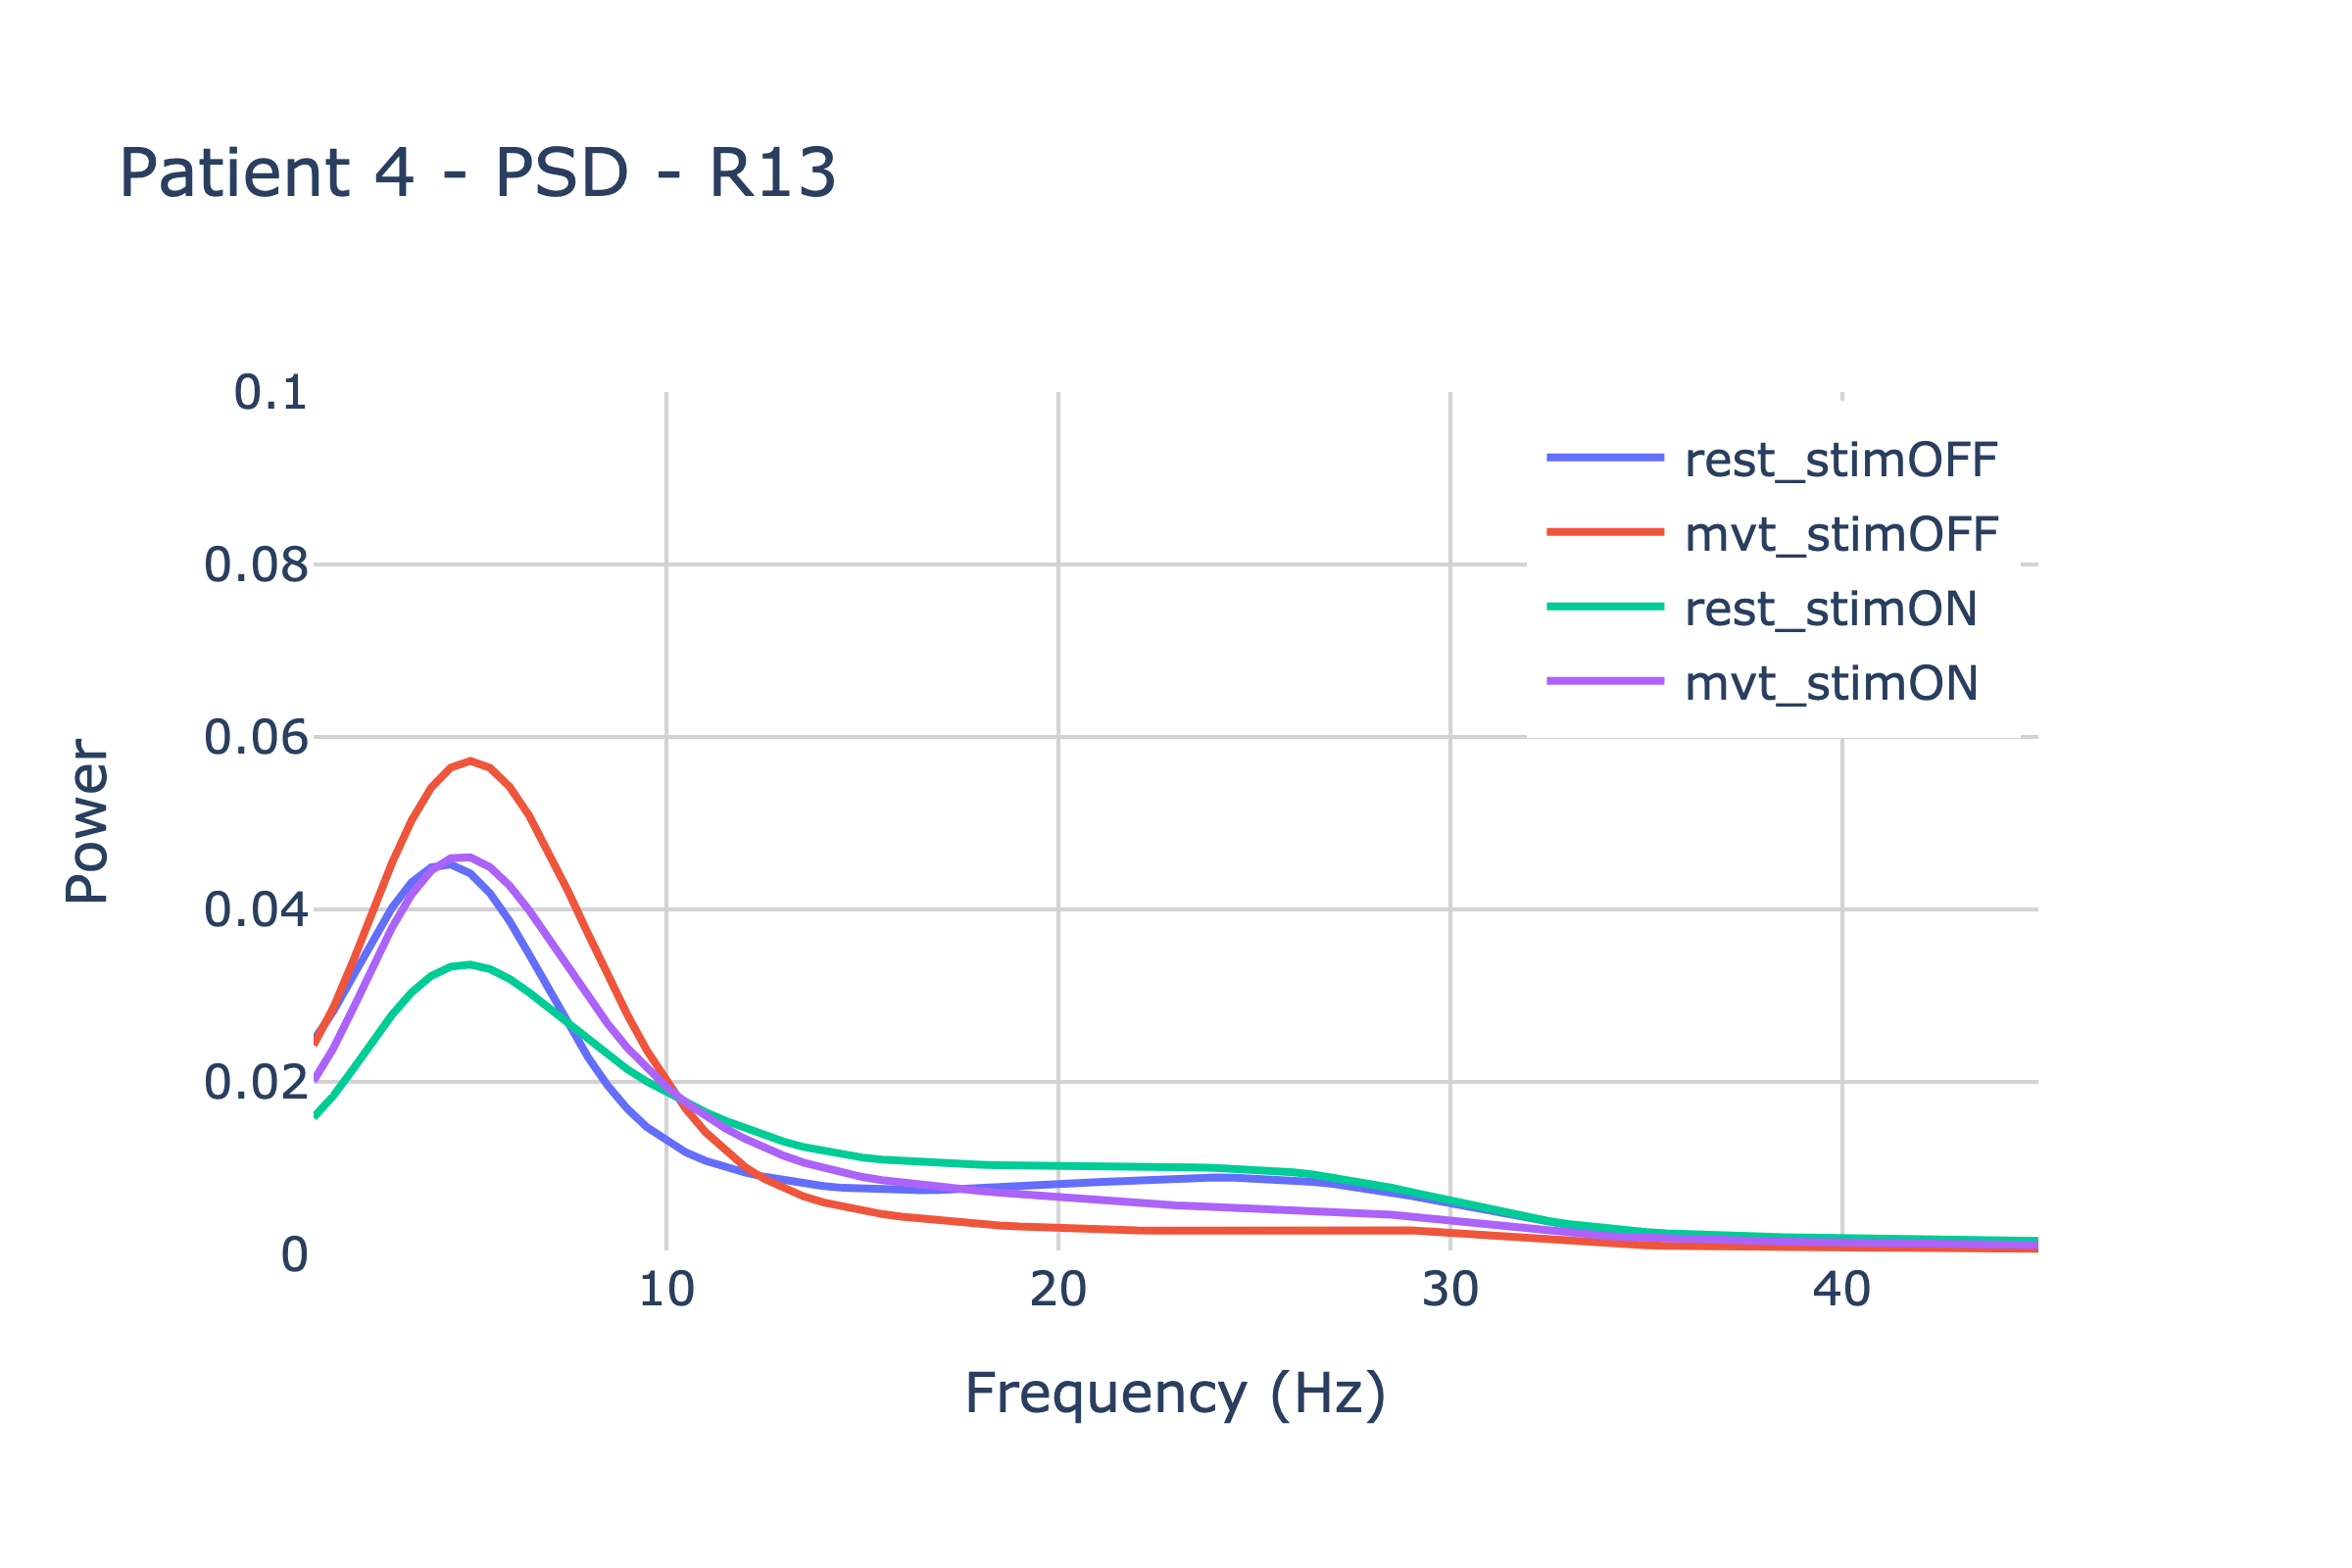 Patient 4 - PSD - R13
0.1
0.08
0.06
0.04
0.02
0
Power
rest_stimOFF
mvt_stimOFF
rest_stimON
mvt_stimON
10
20
30
40
Frequency (Hz)